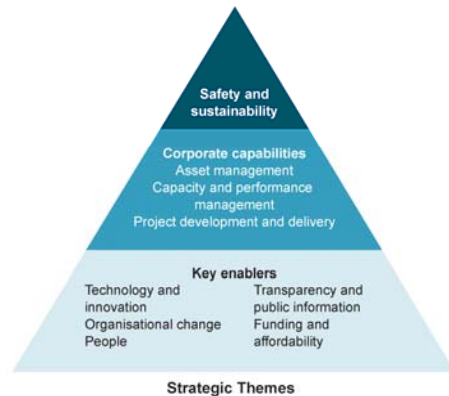 Safety and
sustainability
Corporate capabilities
Asset management
Capacity and performance
management
Project development and delivery
Key enablers
Technology and
innovation
Organisational change
People
Transparency and
public information
Funding and
affordability
Strategic Themes